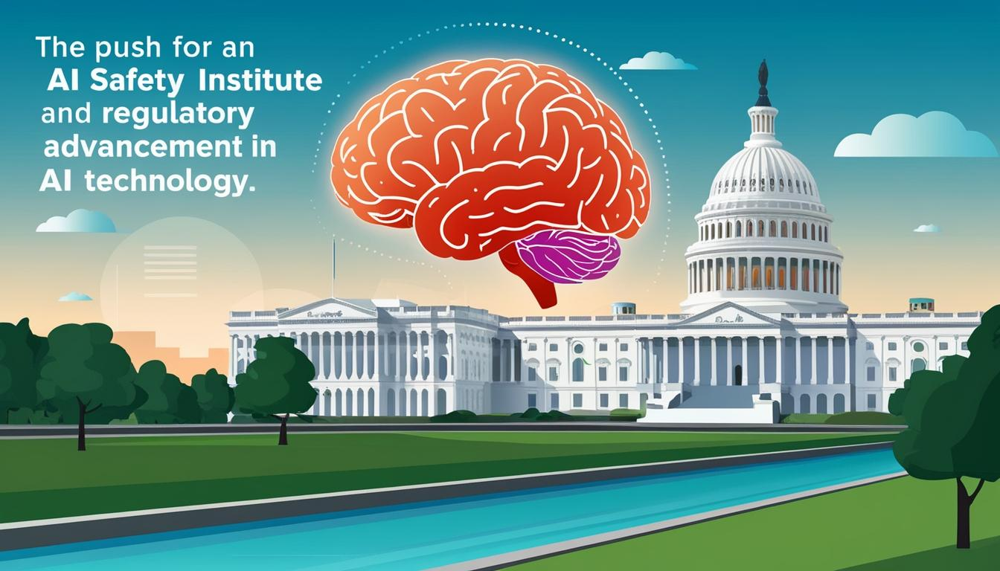 The push for an
AI Safety Institute
and regulatory
advancement in
AI technology.